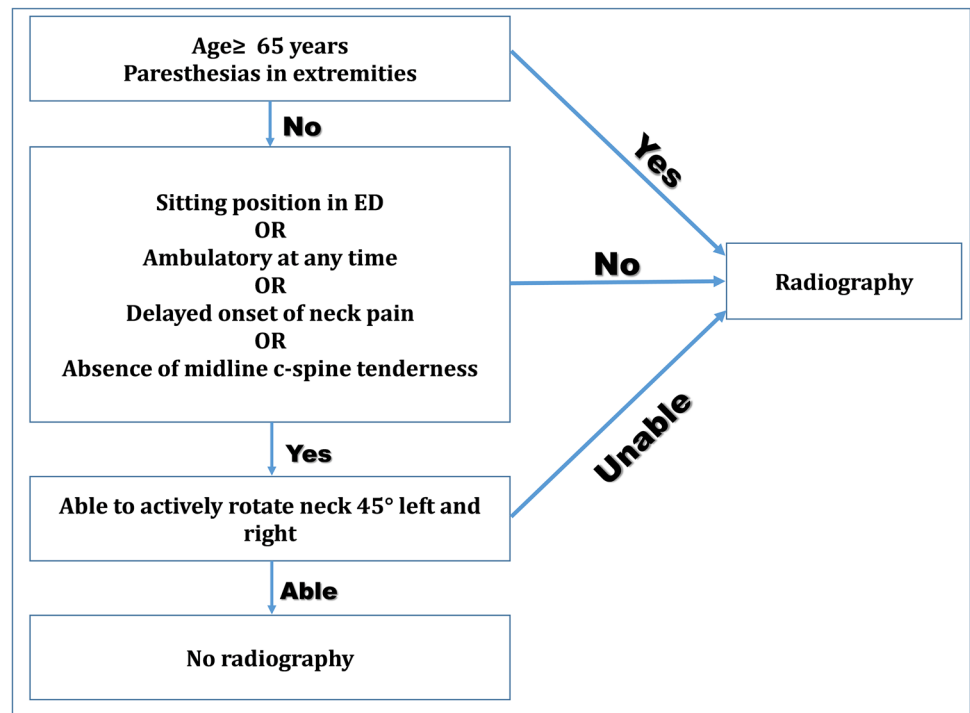 Age≥ 65 years
Paresthesias in extremities
No
Yes
Sitting position in ED
OR
Ambulatory at any time
OR
Delayed onset of neck pain
OR
Absence of midline c-spine tenderness
No
Radiography
Yes
Unable
Able to actively rotate neck 45° left and
right
Able
No radiography